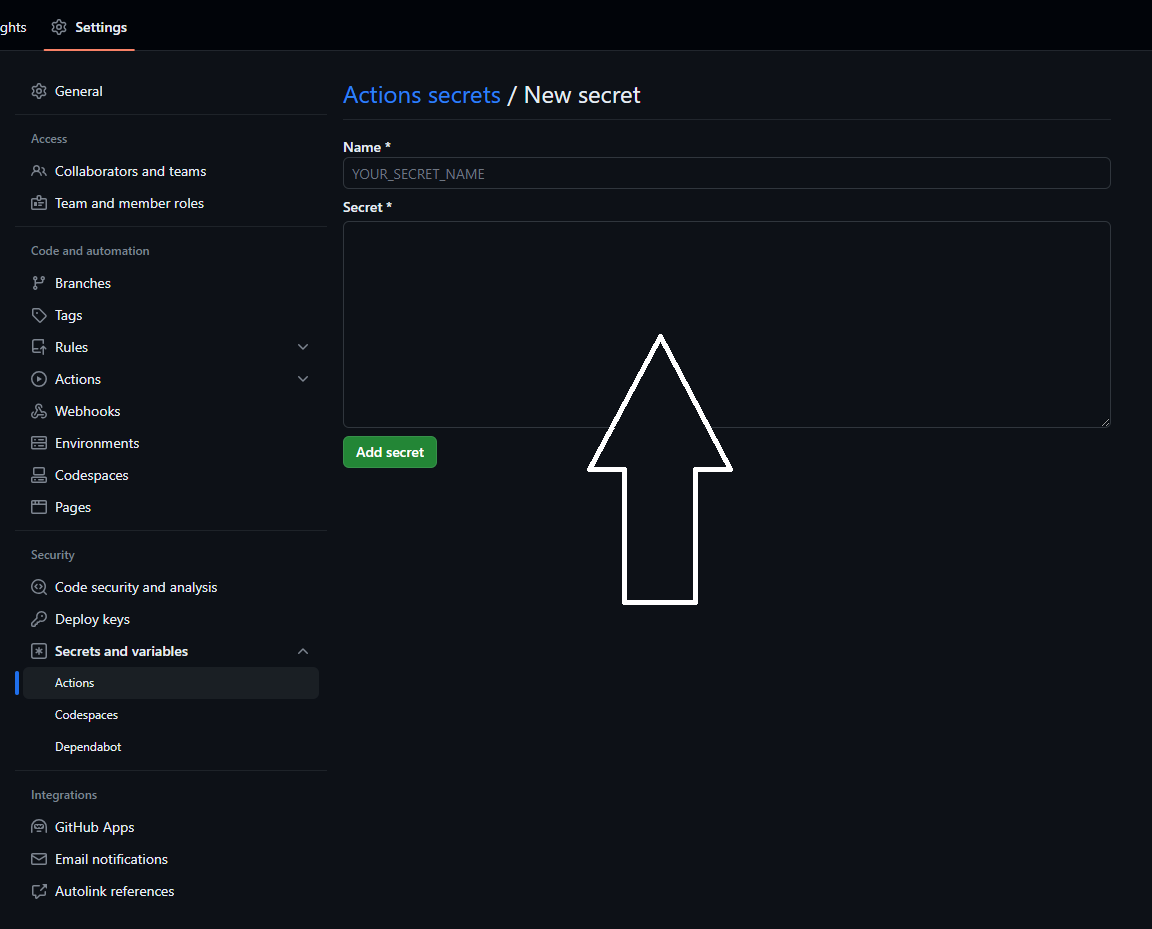 ghts
Settings
General
Access
Collaborators and teams
Team and member roles
Code and automation
Branches
Tags
Rules
Actions
Webhooks
Environments
Codespaces
Pages
Security
Code security and analysis
Deploy keys
Secrets and variables
Actions
Codespaces
Dependabot
Integrations
GitHub Apps
Email notifications
Autolink references
Actions secrets / New secret
Name *
YOUR_SECRET_NAME
Secret *
Add secret